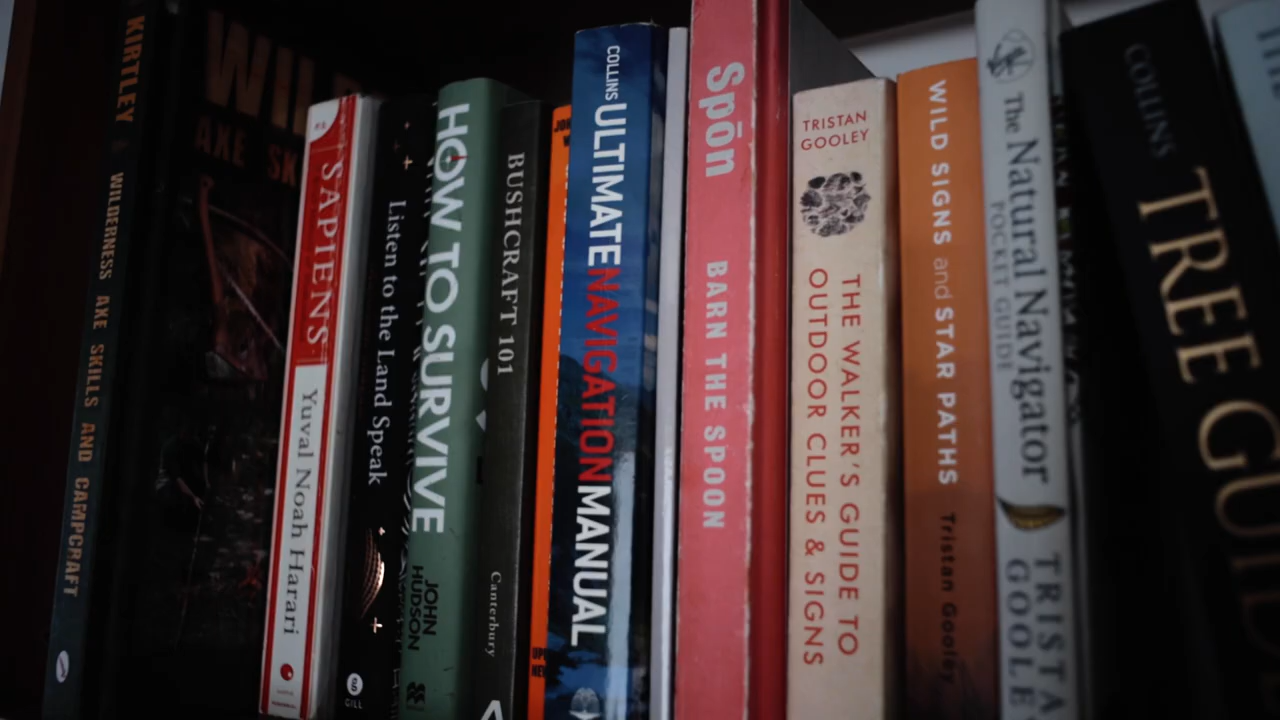 KIRTLEY
WILDERNESS AXE SKILLS AND CAMPCRAFT
WIL
AXE SK
SAPIENS
Yuval Noah Harari
Listen to the Land Speak
GILL
HOW TO SURVIVE
JOHN
HUDSON
BUSHCRAFT 101
Canterbury
COLLINS
ULTIMATE NAVIGATION MANUAL
Spōn
BARN THE SPOON
TRISTAN
GOOLEY
THE WALKER'S GUIDE TO
OUTDOOR CLUES & SIGNS
WILD SIGNS and STAR PATHS
Tristan Gooley
The Natural Navigator
POCKET GUIDE
TRISTA
GOOLE
COLLINS
TREE GUID